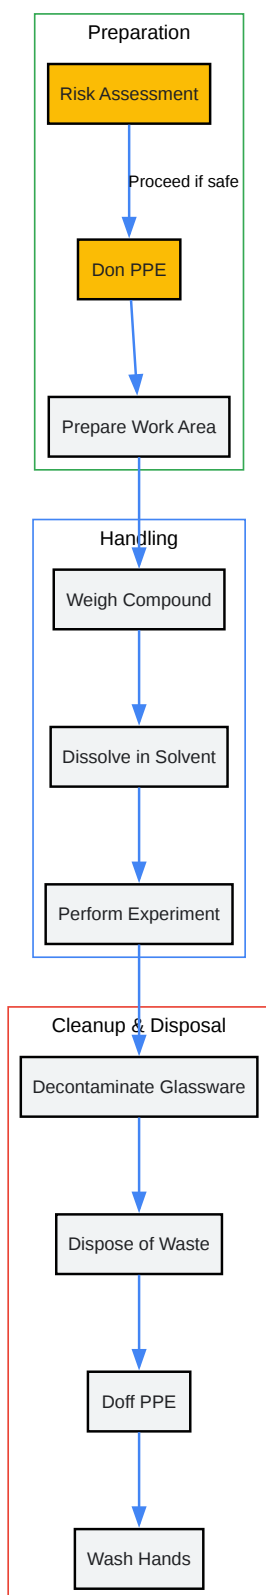 Preparation
Risk Assessment
Proceed if safe
Don PPE
Prepare Work Area
Handling
Weigh Compound
Dissolve in Solvent
Perform Experiment
Cleanup & Disposal
Decontaminate Glassware
Dispose of Waste
Doff PPE
Wash Hands